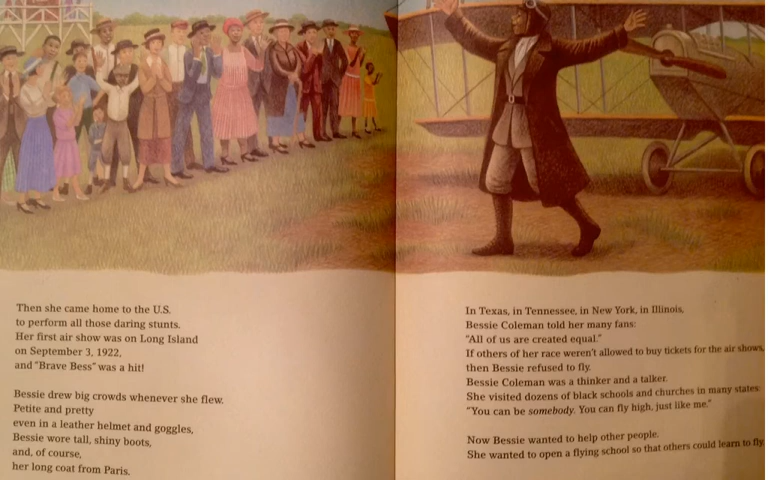 Then she came home to the U.S.
to perform all those daring stunts.
Her first air show was on Long Island
on September 3, 1922,
and "Brave Bess" was a hit!
Bessie drew big crowds whenever she flew.
Petite and pretty
even in a leather helmet and goggles,
Bessie wore tall, shiny boots,
and, of course,
her long coat from Paris.
In Texas, in Tennessee, in New York, in Illinois,
Bessie Coleman told her many fans:
"All of us are created equal."
If others of her race weren't allowed to buy tickets for the air shows,
then Bessie refused to fly.
Bessie Coleman was a thinker and a talker.
She visited dozens of black schools and churches in many states:
"You can be somebody. You can fly high, just like me."
Now Bessie wanted to help other people.
She wanted to open a flying school so that others could learn to fly